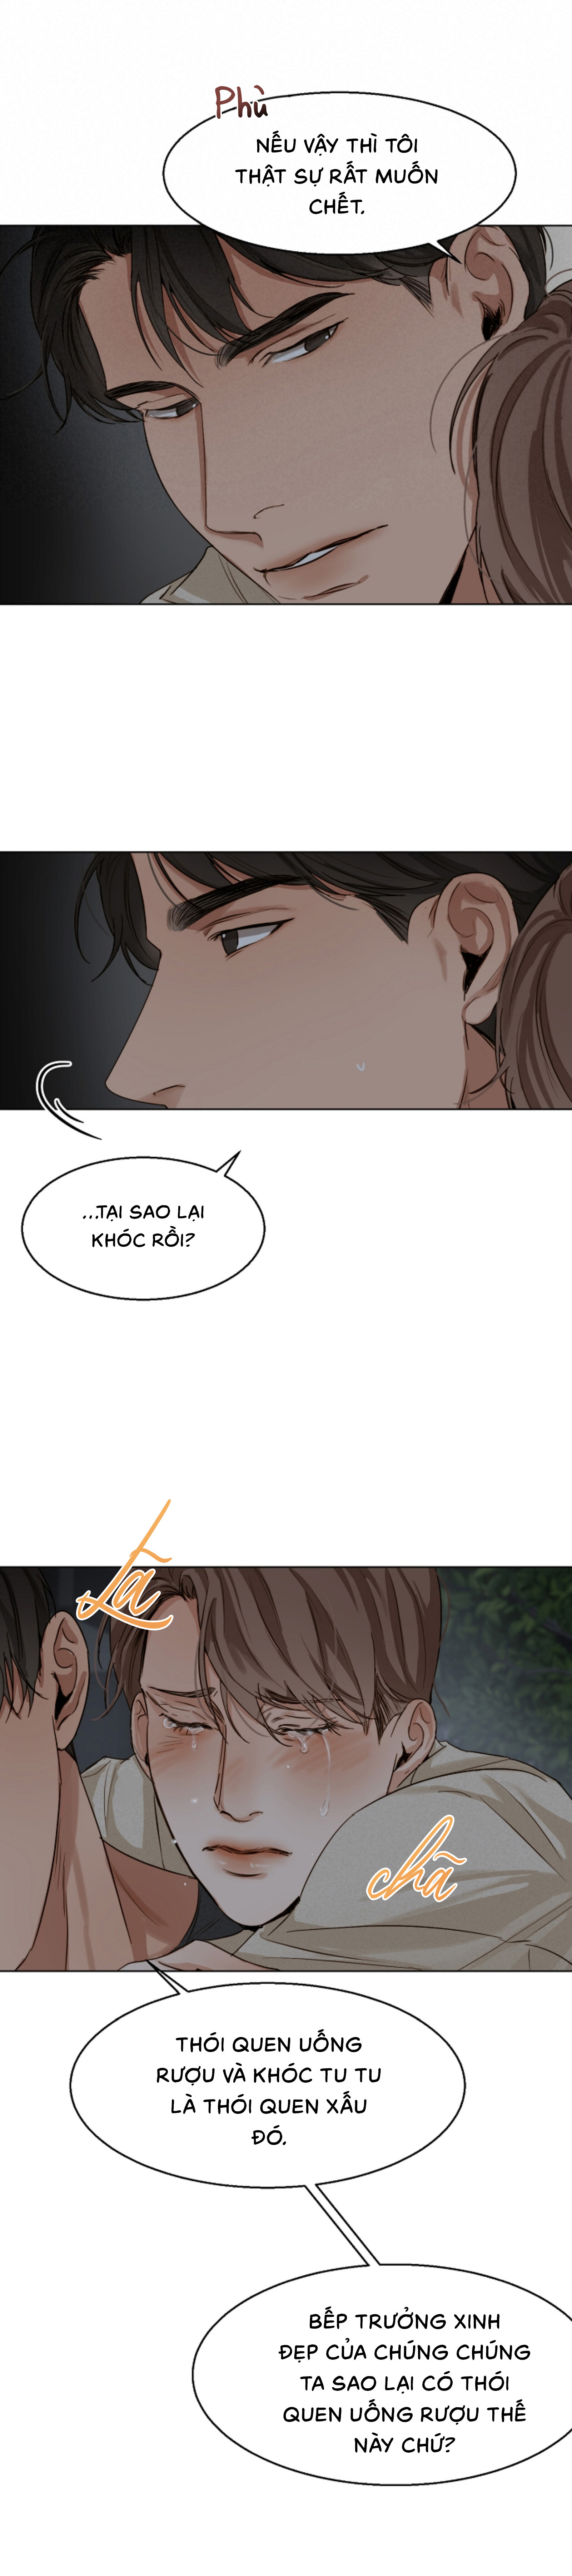 Phù
NẾU VẬY THÌ TÔI
THẬT SỰ RẤT MUỐN
CHẾT.
...TẠI SAO LẠI
KHÓC RỒI?
Lã
chã
THÓI QUEN UỐNG
RƯỢU VÀ KHÓC TU TU
LÀ THÓI QUEN XẤU
ĐÓ.
BẾP TRƯỞNG XINH
ĐẸP CỦA CHÚNG CHÚNG
TA SAO LẠI CÓ THÓI
QUEN UỐNG RƯỢU THẾ
NÀY CHỨ?